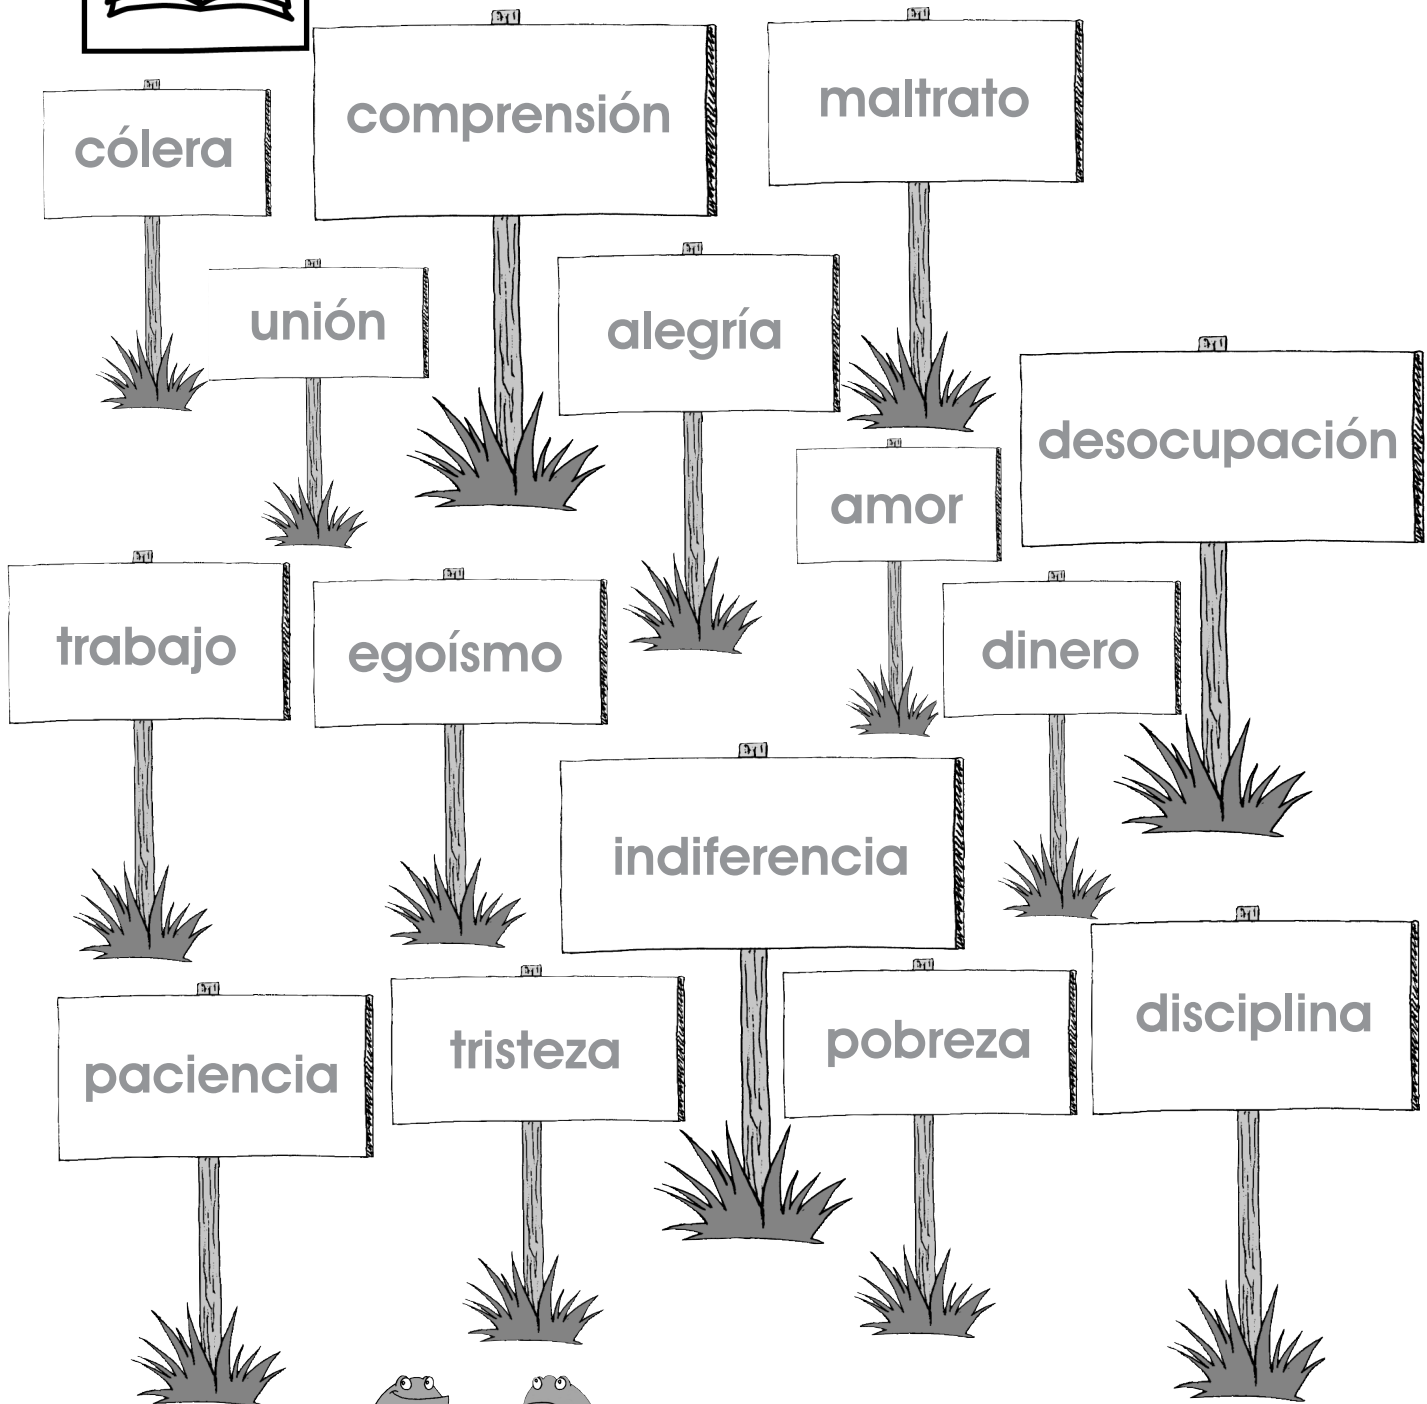 comprensión
maltrato
cólera
unión
alegría
desocupación
amor
trabajo
egoísmo
dinero
indiferencia
disciplina
paciencia
tristeza
pobreza